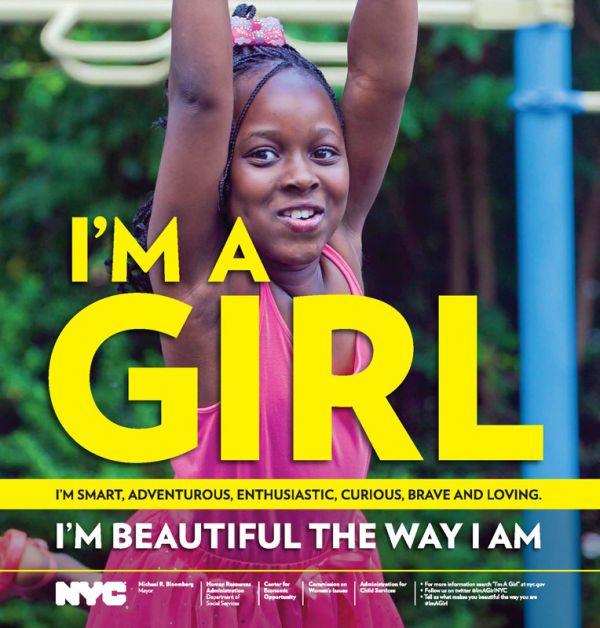 I'M A
GIRL
I'M SMART, ADVENTUROUS, ENTHUSIASTIC, CURIOUS, BRAVE AND LOVING.
I'M BEAUTIFUL THE WAY I AM
NYC
Michael R. Bloomberg
Mayor
Human Resources
Administration
Department of
Social Services
Center for
Economic
Opportunity
Commission on
Women's Issues
Administration for
Child Services
• For more information search "I'm A Girl" at nyc.gov
• Follow us on twitter @ImAGirlNYC
• Tell us what makes you beautiful the way you are
#ImAGirl